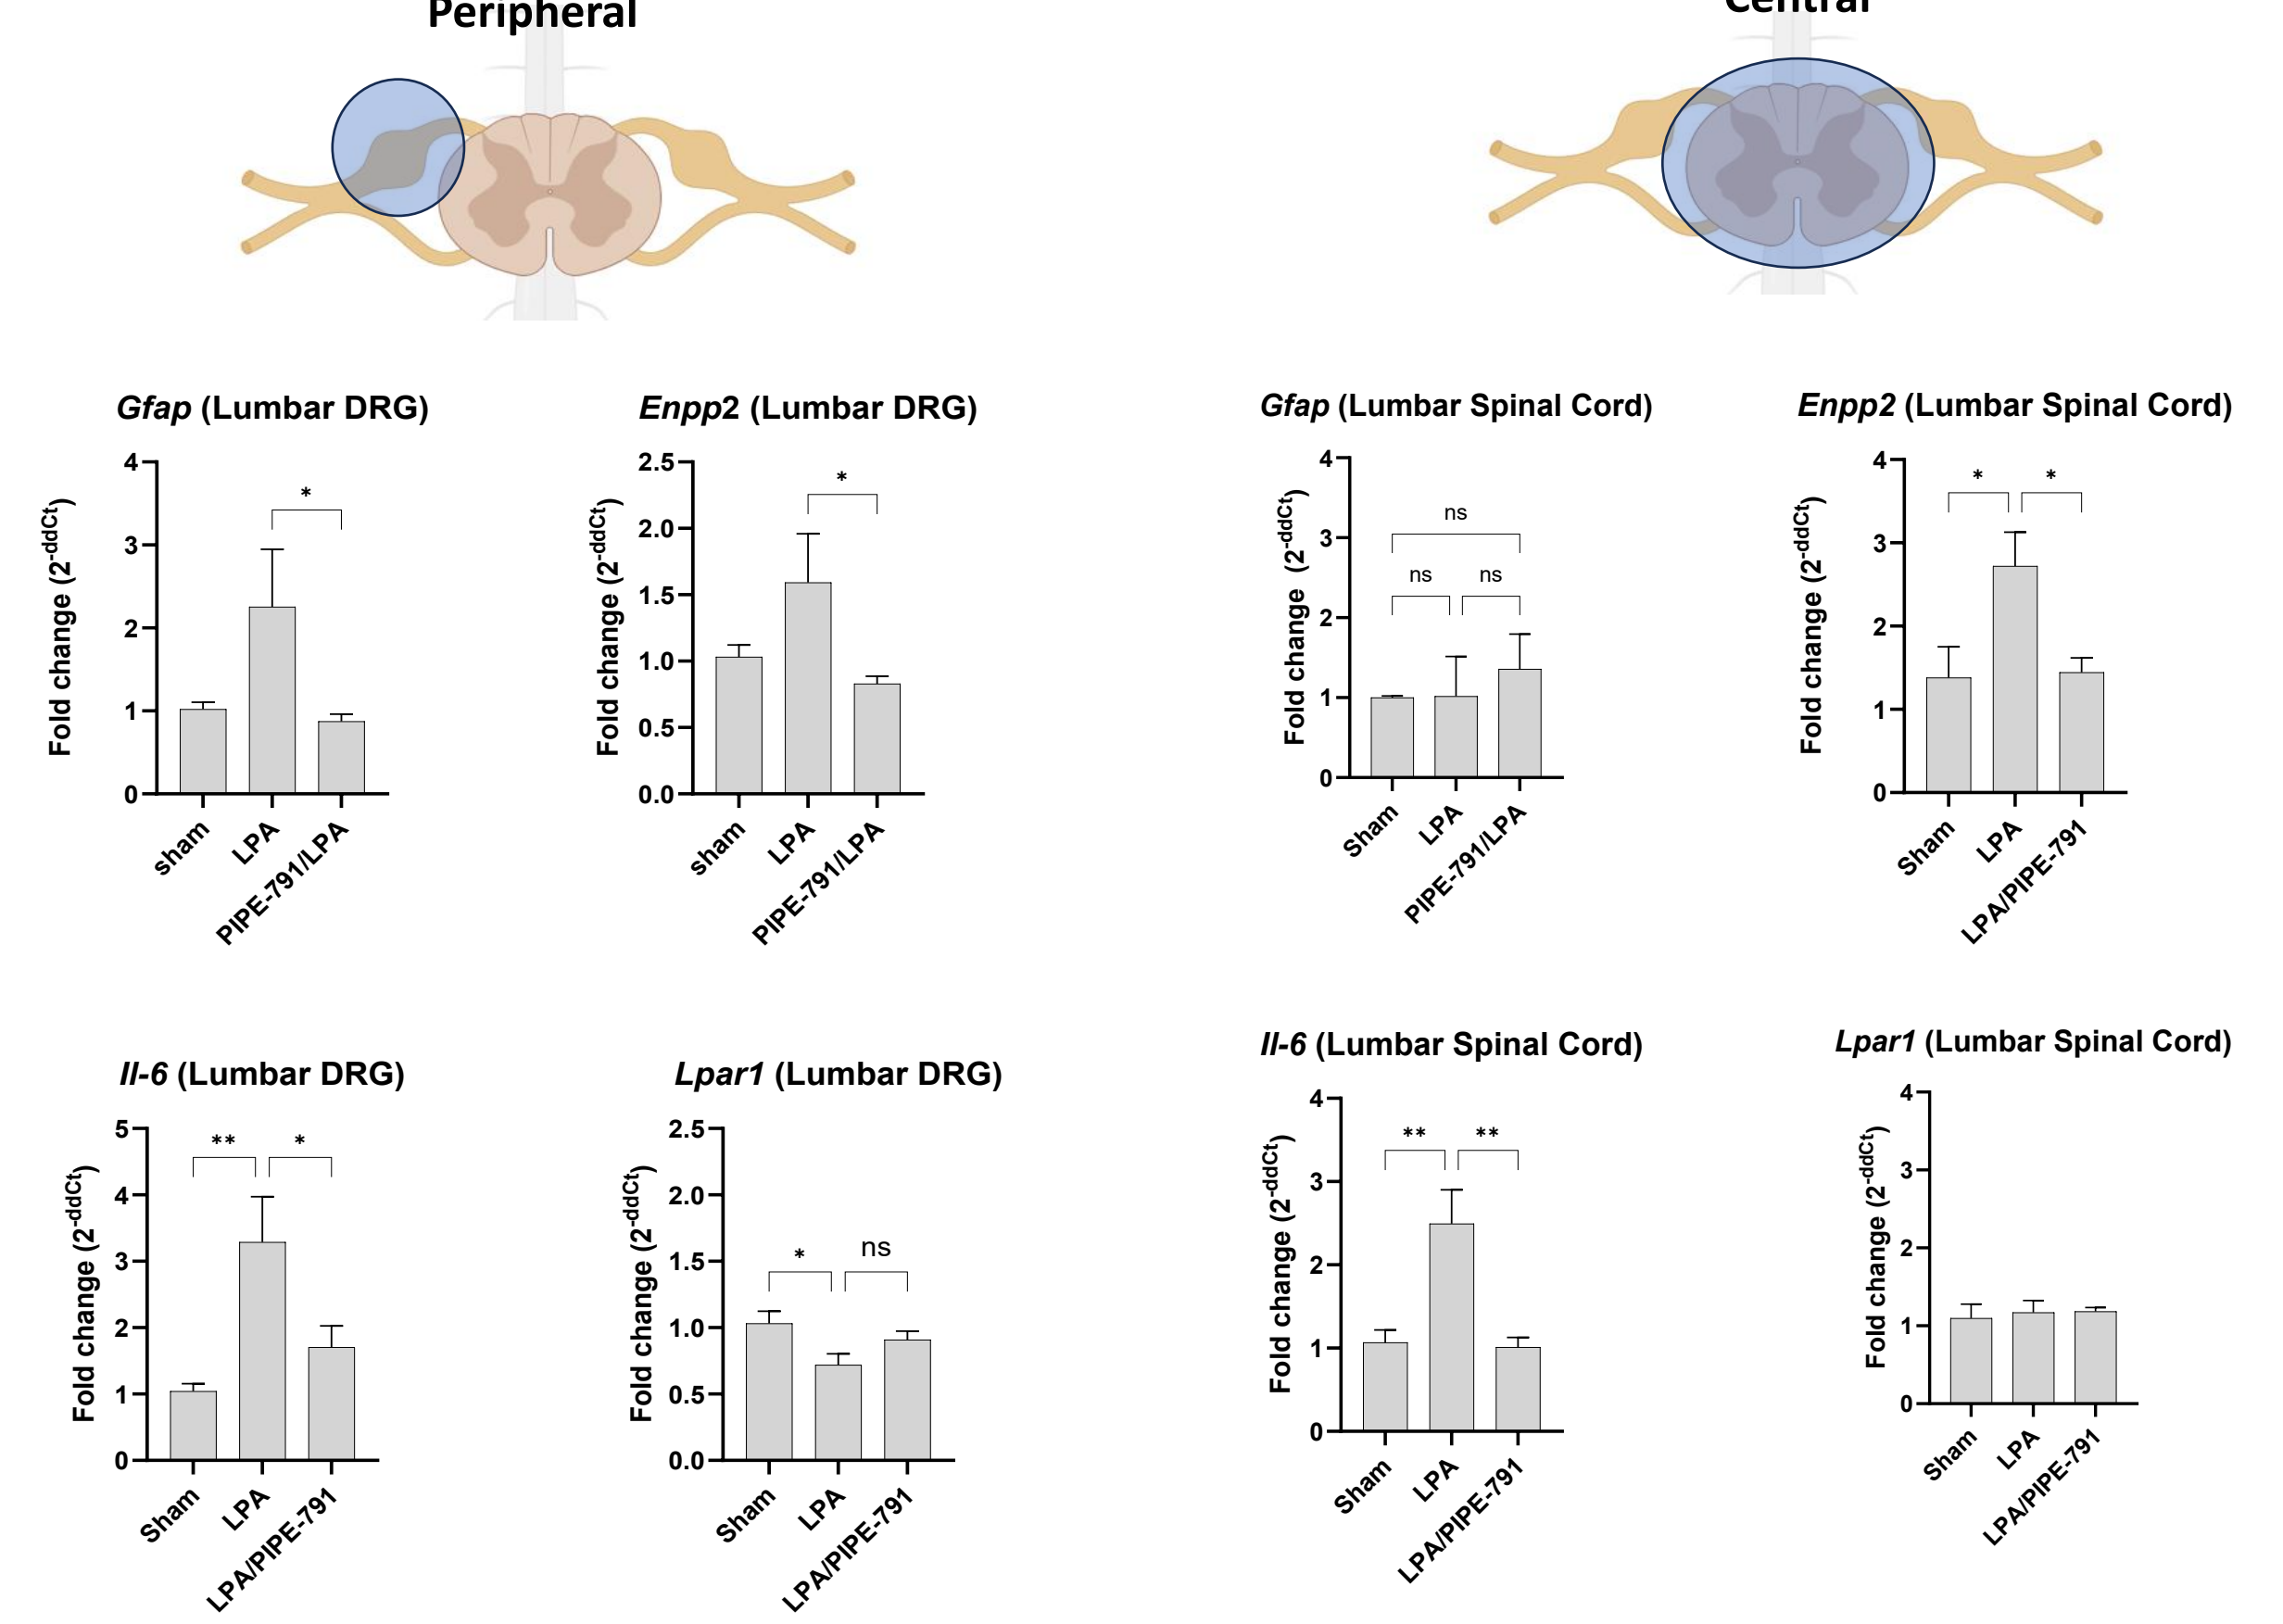 Peripheral
Central
Gfap (Lumbar DRG)
Fold change (2-ddCt)
4
3
2
1
0
*
sham
LPA
PIPE-791/LPA
Enpp2 (Lumbar DRG)
Fold change (2-ddCt)
2.5
2.0
1.5
1.0
0.5
0.0
*
sham
LPA
PIPE-791/LPA
Gfap (Lumbar Spinal Cord)
Fold change (2-ddCt)
4
3
2
1
0
ns
ns
ns
Sham
LPA
PIPE-791/LPA
Enpp2 (Lumbar Spinal Cord)
Fold change (2-ddCt)
4
3
2
1
0
*
*
Sham
LPA
LPA/PIPE-791
Il-6 (Lumbar DRG)
Fold change (2-ddCt)
5
4
3
2
1
0
**
*
Sham
LPA
LPA/PIPE-791
Lpar1 (Lumbar DRG)
Fold change (2-ddCt)
2.5
2.0
1.5
1.0
0.5
0.0
*
ns
Sham
LPA
LPA/PIPE-791
Il-6 (Lumbar Spinal Cord)
Fold change (2-ddCt)
4
3
2
1
0
**
**
Sham
LPA
LPA/PIPE-791
Lpar1 (Lumbar Spinal Cord)
Fold change (2-ddCt)
4
3
2
1
0
Sham
LPA
LPA/PIPE-791